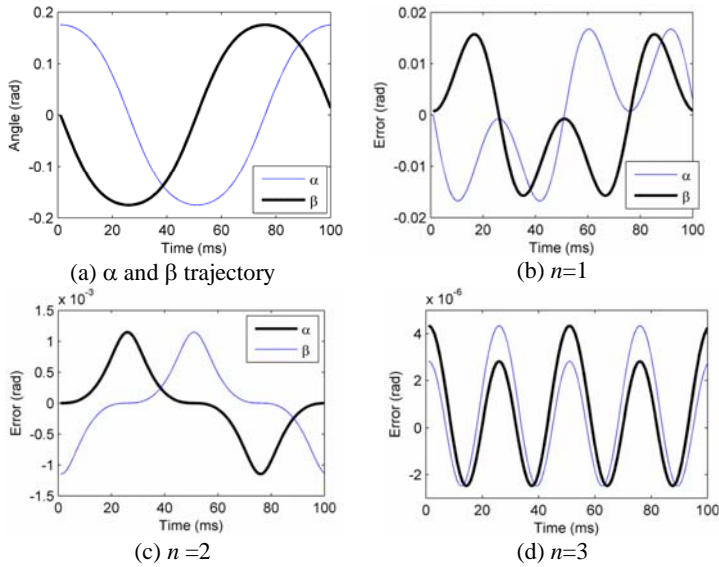 0.2
0.1
0
-0.1
-0.2
Angle (rad)
α
β
0 20 40 60 80 100
Time (ms)
(a) α and β trajectory
0.02
0.01
0
-0.01
-0.02
Error (rad)
α
β
0 20 40 60 80 100
Time (ms)
(b) n=1
x 10⁻³
1.5
1
0.5
0
-0.5
-1
-1.5
Error (rad)
α
β
0 20 40 60 80 100
Time (ms)
(c) n =2
x 10⁻⁶
4
2
0
-2
Error (rad)
0 20 40 60 80 100
Time (ms)
(d) n=3